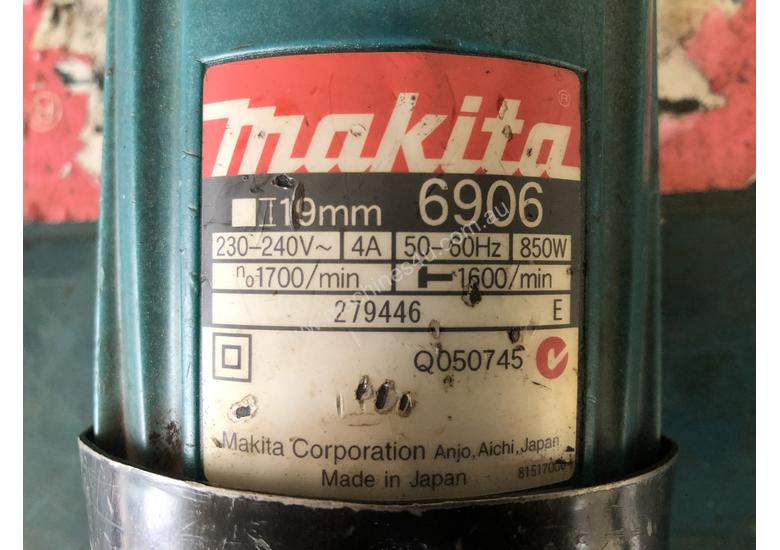 makita ®
19mm 6906
230–240V~ 4A 50–60Hz 850W
n₀1700/min 1600/min
279446 E
Q050745
Makita Corporation Anjo, Aichi, Japan
Made in Japan